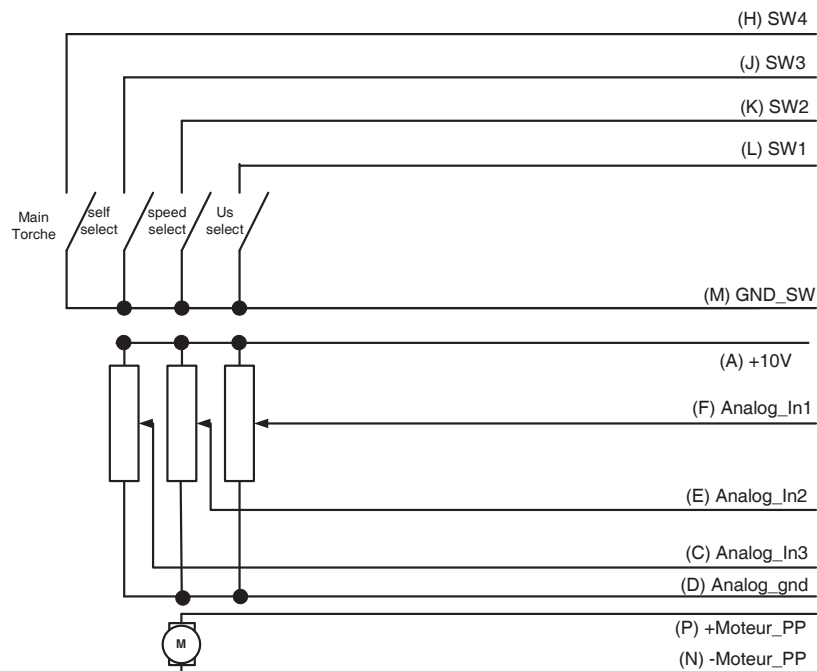 (H) SW4
(J) SW3
(K) SW2
(L) SW1
Main
Torche
self
select
speed
select
Us
select
(M) GND_SW
(A) +10V
(F) Analog_In1
(E) Analog_In2
(C) Analog_In3
(D) Analog_gnd
M
(P) +Moteur_PP
(N) -Moteur_PP